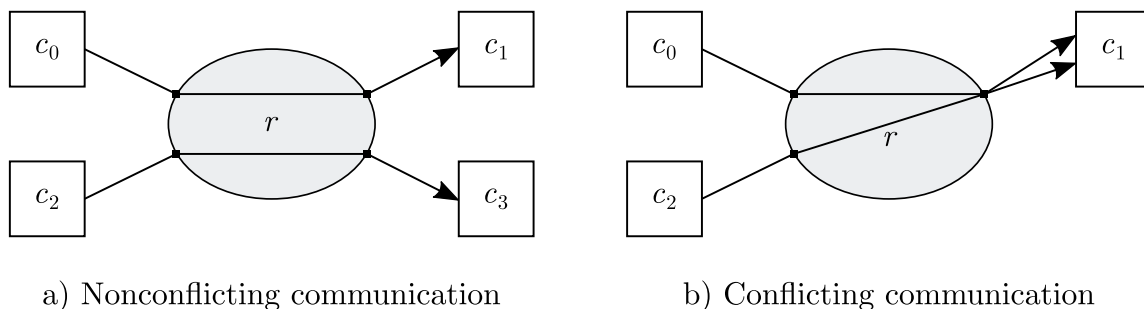 c₀ c₁ c₀ c₁
r r
c₂ c₃ c₂
a) Nonconflicting communication b) Conflicting communication